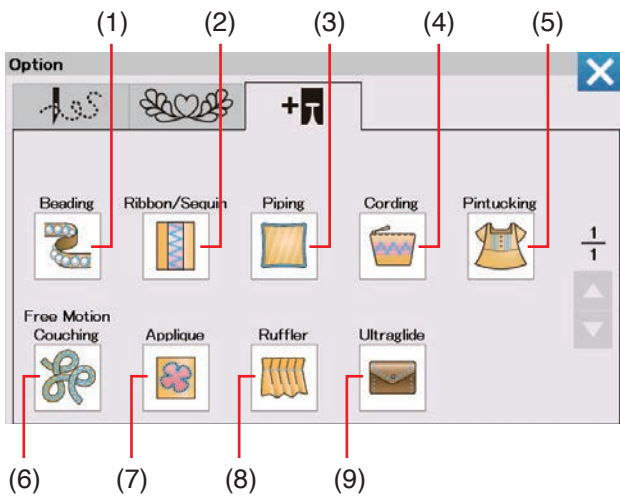 (1) (2) (3) (4) (5)
Option
Beading Ribbon/Sequin Piping Cording Pintucking
1
1
Free Motion
Couching Applique Ruffler Ultraglide
(6) (7) (8) (9)